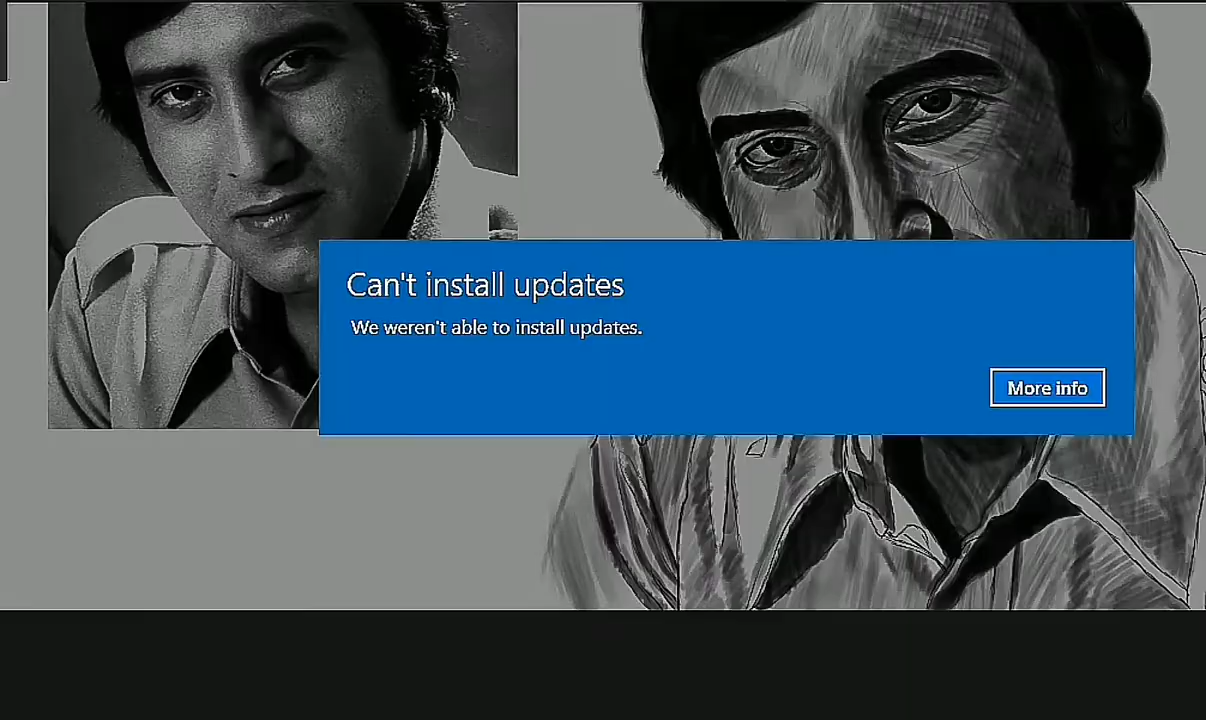 Can't install updates
We weren't able to install updates.
More info